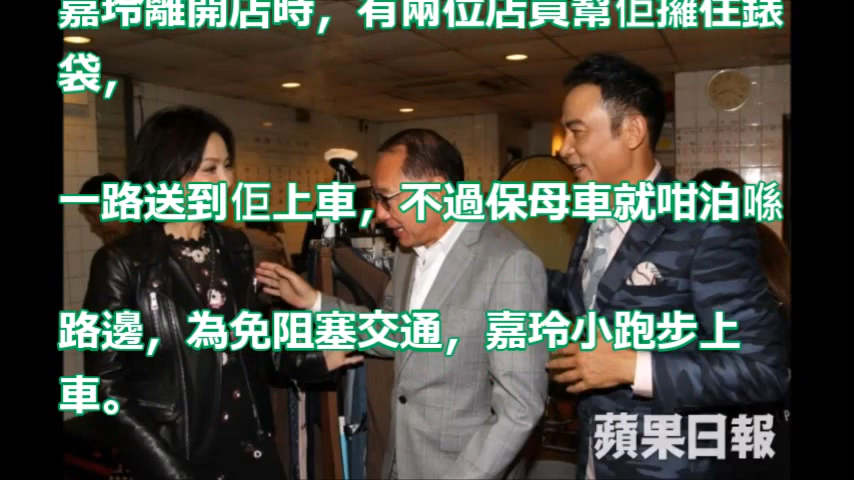 嘉玲離開店時，有兩位店員幫佢攞住錶
袋，
一路送到佢上車，不過保母車就咁泊喺
路邊，為免阻塞交通，嘉玲小跑步上
車。
蘋果日報